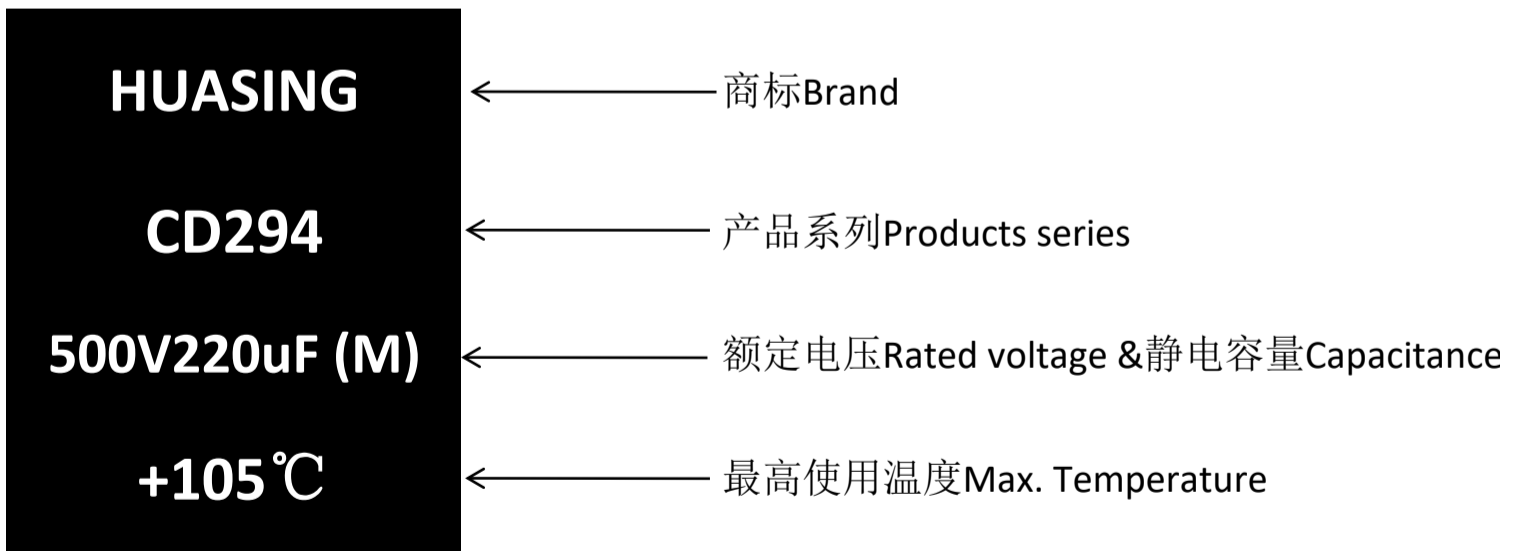 HUASING
商标Brand
CD294
产品系列Products series
500V220uF (M)
额定电压Rated voltage &静电容量Capacitance
+105℃
最高使用温度Max. Temperature